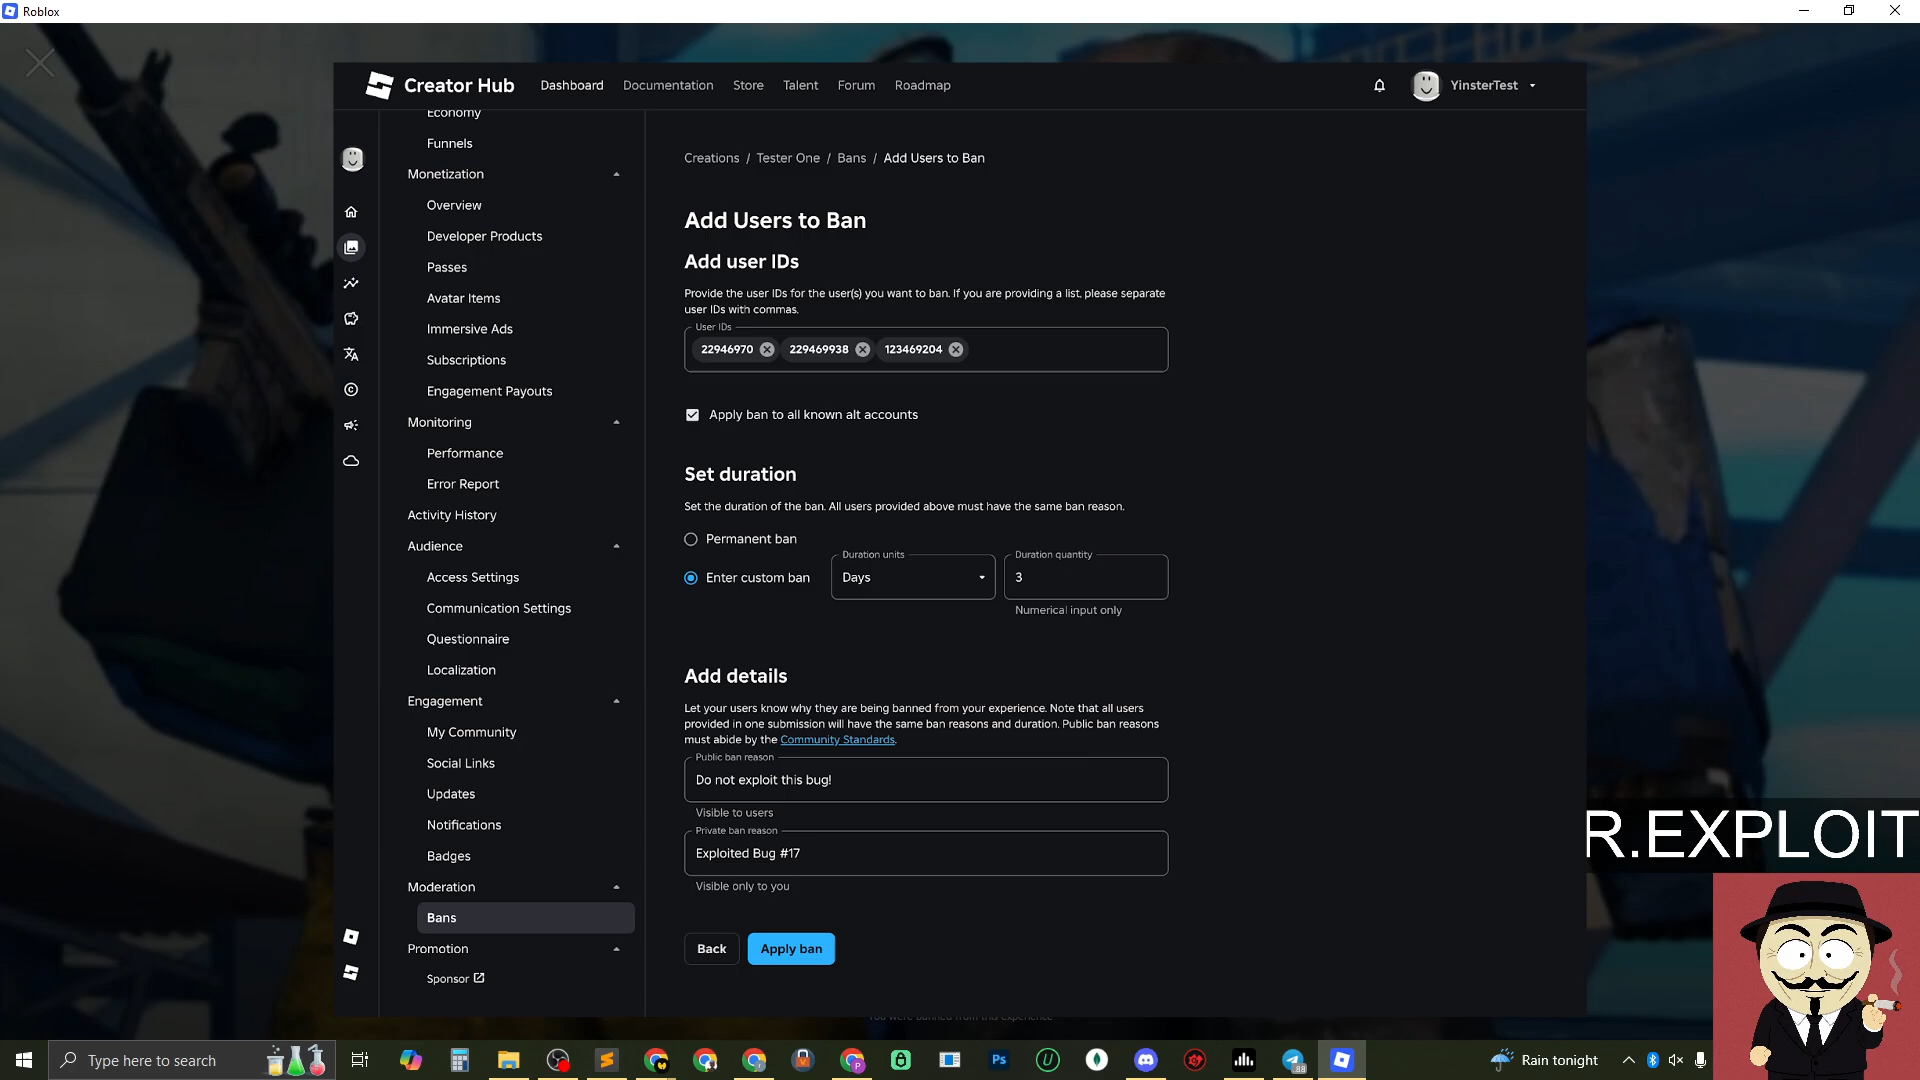 Roblox
Creator Hub Dashboard Documentation Store Talent Forum Roadmap YinsterTest
Economy
Funnels
Monetization
Overview
Developer Products
Passes
Avatar Items
Immersive Ads
Subscriptions
Engagement Payouts
Monitoring
Performance
Error Report
Activity History
Audience
Access Settings
Communication Settings
Questionnaire
Localization
Engagement
My Community
Social Links
Updates
Notifications
Badges
Moderation
Bans
Promotion
Sponsor
Creations / Tester One / Bans / Add Users to Ban
Add Users to Ban
Add user IDs
Provide the user IDs for the user(s) you want to ban. If you are providing a list, please separate
user IDs with commas.
User IDs
22946970 229469938 123469204
Apply ban to all known alt accounts
Set duration
Set the duration of the ban. All users provided above must have the same ban reason.
Permanent ban
Enter custom ban
Duration units
Days
Duration quantity
3
Numerical input only
Add details
Let your users know why they are being banned from your experience. Note that all users
provided in one submission will have the same ban reasons and duration. Public ban reasons
must abide by the Community Standards.
Public ban reason
Do not exploit this bug!
Visible to users
Private ban reason
Exploited Bug #17
Visible only to you
Back Apply ban
You were banned from this experience
R.EXPLOIT
Type here to search
Ps
88
Rain tonight